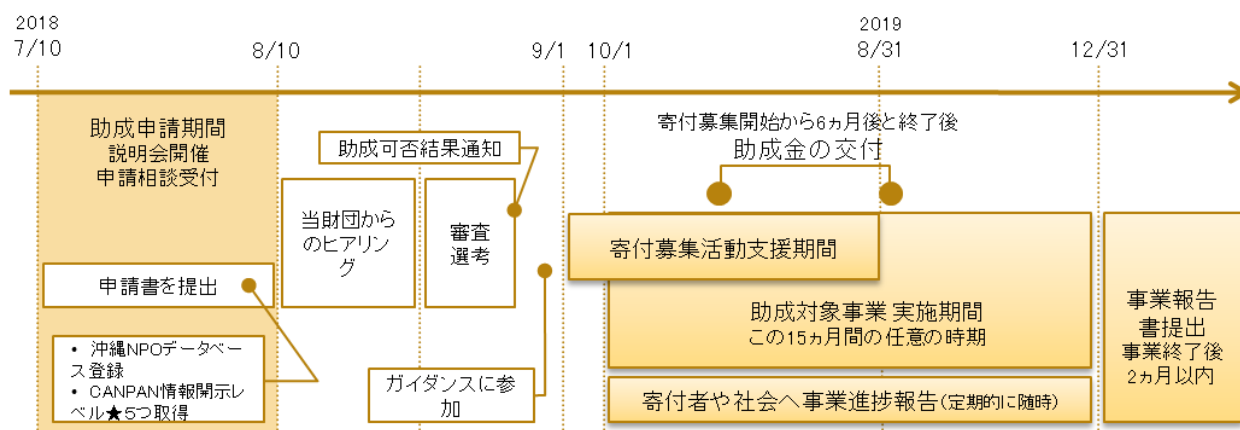 2018
7/10
8/10
9/1
10/1
2019
8/31
12/31
助成申請期間
説明会開催
申請相談受付
申請書を提出
• 沖縄NPOデータベー
ス登録
• CANPAN情報開示レ
ベル★5つ取得
当財団から
のヒアリン
グ
助成可否結果通知
審査
選考
ガイダンスに参
加
寄付募集開始から6ヵ月後と終了後
助成金の交付
寄付募集活動支援期間
助成対象事業 実施期間
この15ヵ月間の任意の時期
寄付者や社会へ事業進捗報告(定期的に随時)
事業報告
書提出
事業終了後
2ヵ月以内